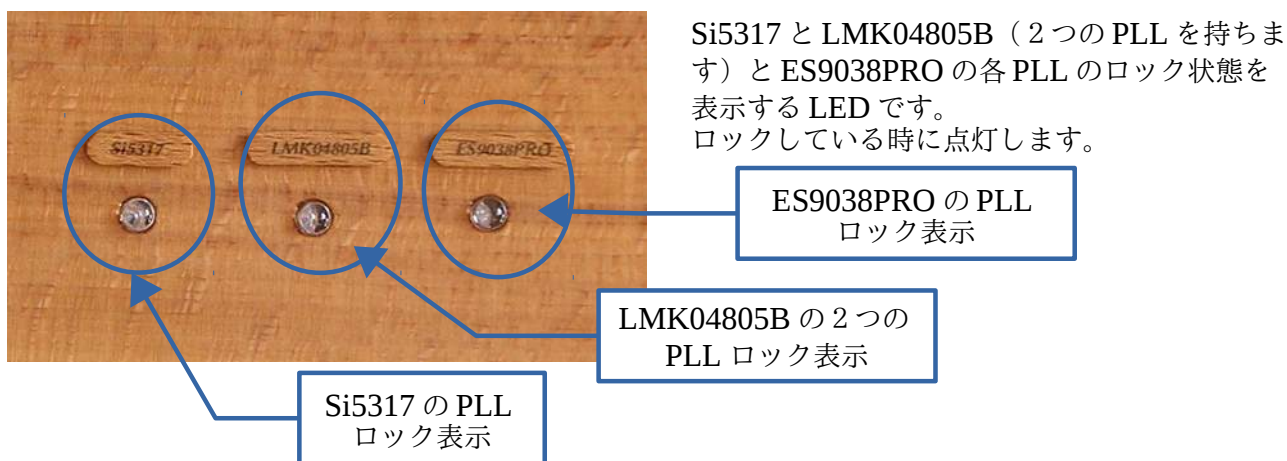 Si5317 と LMK04805B（２つの PLL を持ちま
す）と ES9038PRO の各 PLL のロック状態を
表示する LED です。
ロックしている時に点灯します。
Si5317
LMK04805B
ES9038PRO
ES9038PRO の PLL
ロック表示
LMK04805B の２つの
PLL ロック表示
Si5317 の PLL
ロック表示